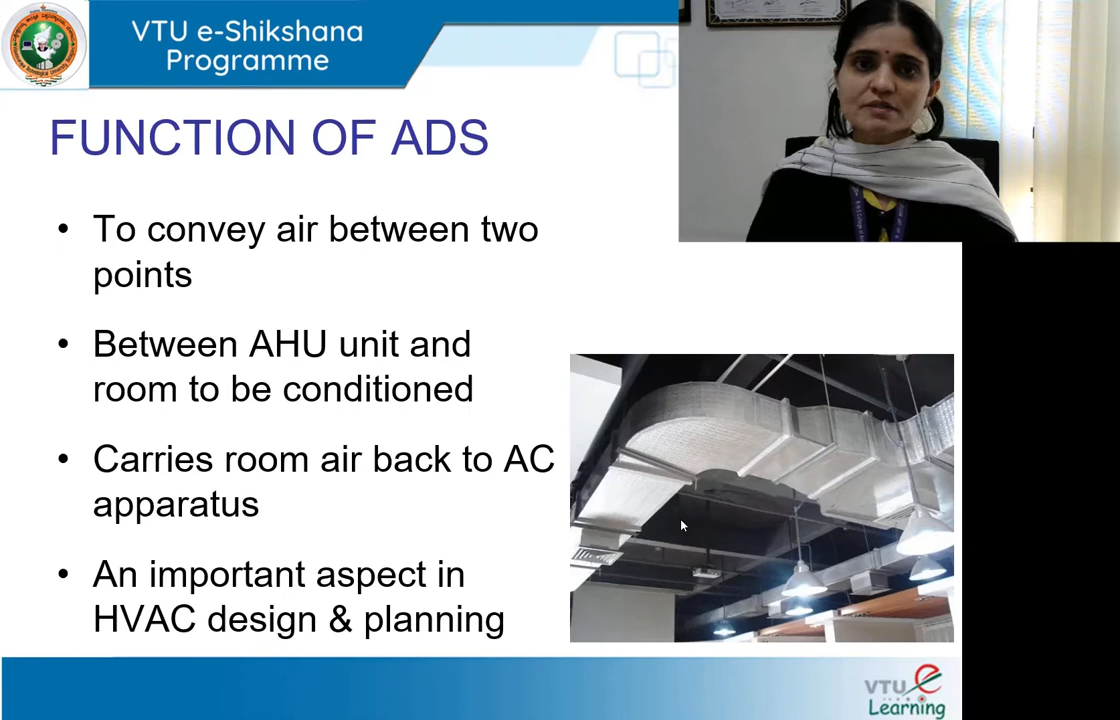 VTU e-Shikshana
Programme
FUNCTION OF ADS
• To convey air between two
points
• Between AHU unit and
room to be conditioned
• Carries room air back to AC
apparatus
• An important aspect in
HVAC design & planning
VTU e
Learning